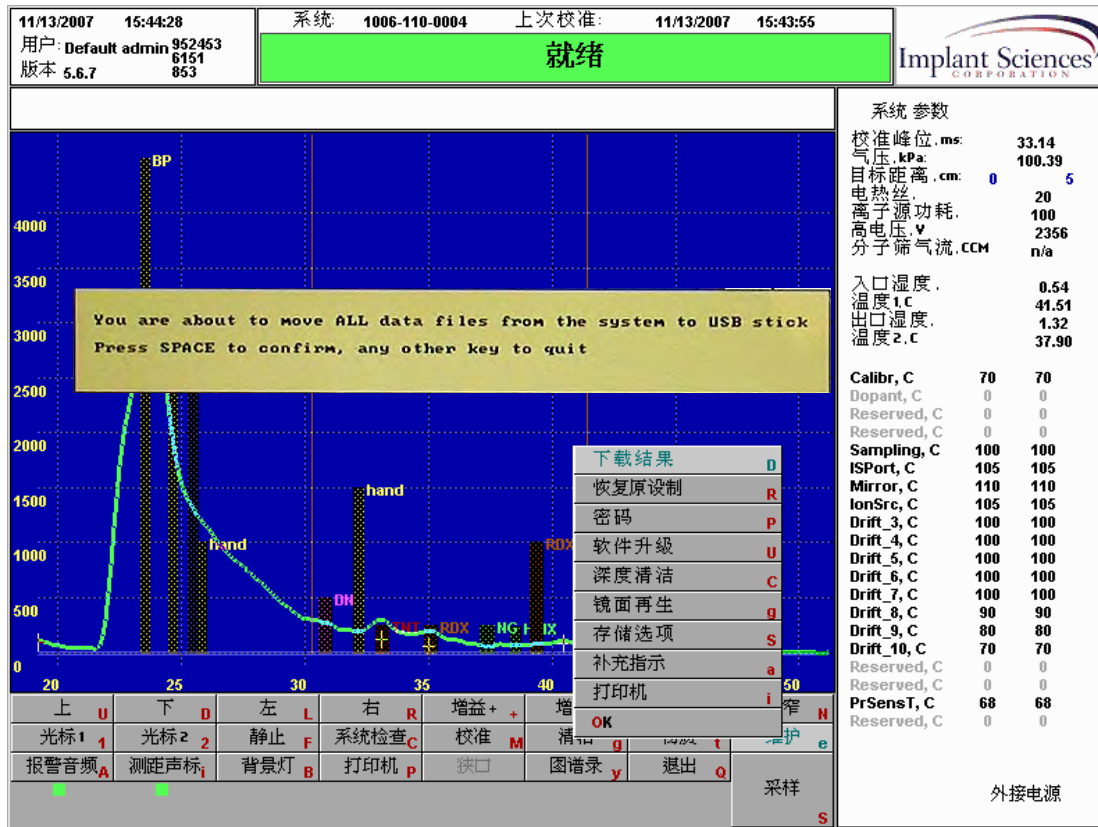 11/13/2007 15:44:28
用户: Default admin 952453
6151
版本 5.6.7 853
系统: 1006-110-0004 上次校准: 11/13/2007 15:43:55
就绪
Implant Sciences
CORPORATION
BP
4000
3500
3000
2500
2000
1500
1000
500
0
You are about to move ALL data files from the system to USB stick
Press SPACE to confirm, any other key to quit
hand
hand
RDX
DN
TNT
RDX
NG
20 25 30 35 40 50
下载结果 D
恢复原设制 R
密码 P
软件升级 U
深度清洁 C
镜面再生 g
存储选项 S
补充指示 a
打印机 i
OK
上 U 下 D 左 L 右 R 增益+ + 增 窄 N
光标1 1 光标2 2 静止 F 系统检查 C 校准 M g t 维护 e
报警音频 A 测距声标 i 背景灯 B 打印机 P 狭口 图谱录 y 退出 Q
采样 S
系统 参数
校准峰位,ms: 33.14
气压,kPa: 100.39
目标距离,cm: 0 5
电热丝, 20
离子源功耗, 100
高电压,V 2356
分子筛气流,CCM n/a
入口湿度, 0.54
温度1,C 41.51
出口湿度, 1.32
温度2,C 37.90
Calibr, C 70 70
Dopant, C 0 0
Reserved, C 0 0
Reserved, C 0 0
Sampling, C 100 100
ISPort, C 105 105
Mirror, C 110 110
IonSrc, C 105 105
Drift_3, C 100 100
Drift_4, C 100 100
Drift_5, C 100 100
Drift_6, C 100 100
Drift_7, C 100 100
Drift_8, C 90 90
Drift_9, C 80 80
Drift_10, C 70 70
Reserved, C 0 0
Reserved, C 0 0
PrSensT, C 68 68
Reserved, C 0 0
外接电源